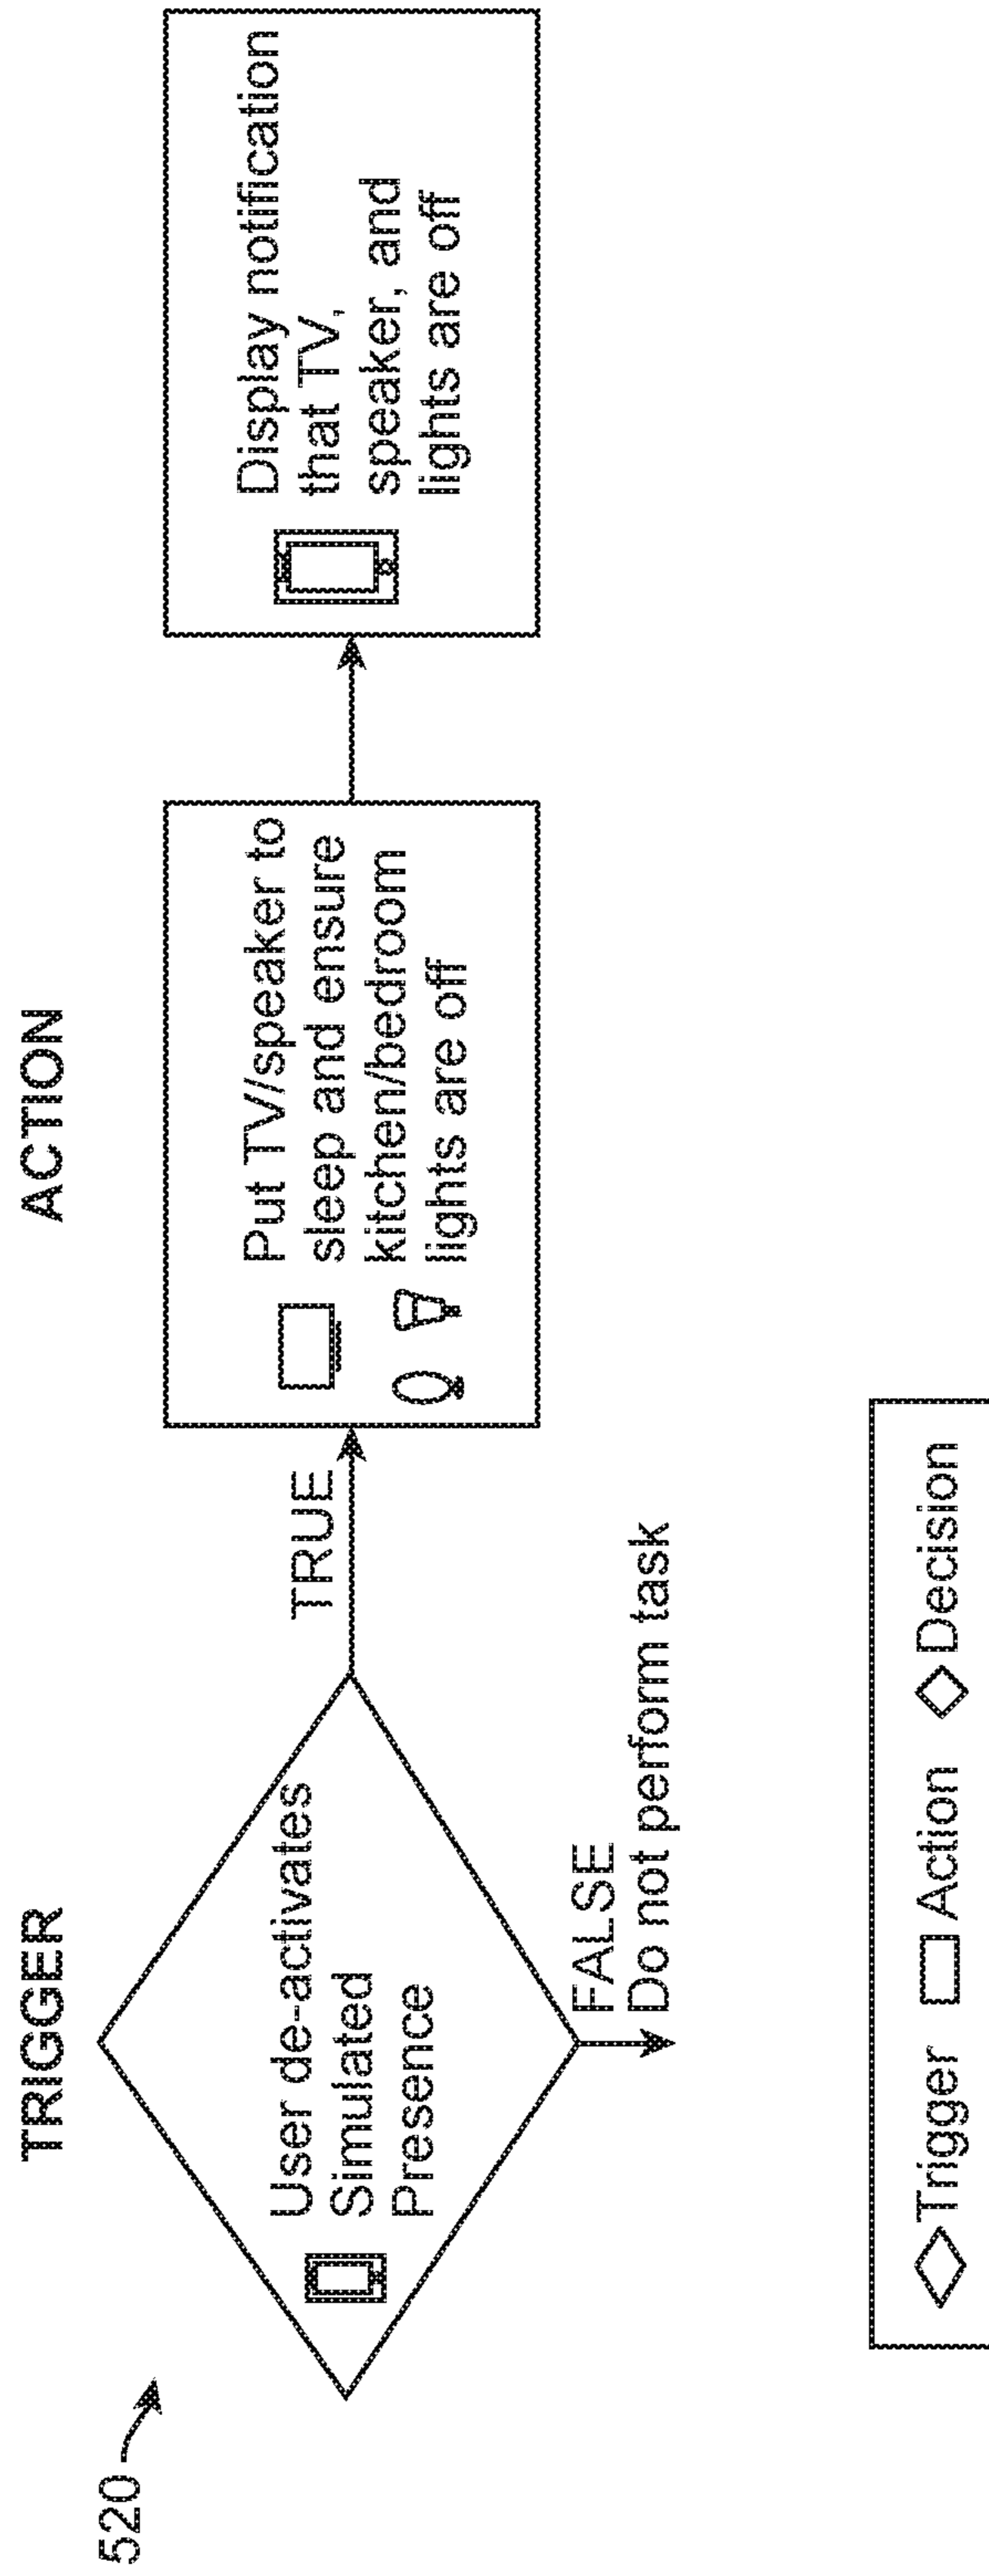 520
TRIGGER
ACTION
User de-activates
Simulated
Presence
TRUE
FALSE
Do not perform task
Put TV/speaker to
sleep and ensure
kitchen/bedroom
lights are off
Display notification
that TV,
speaker, and
lights are off
Trigger Action Decision